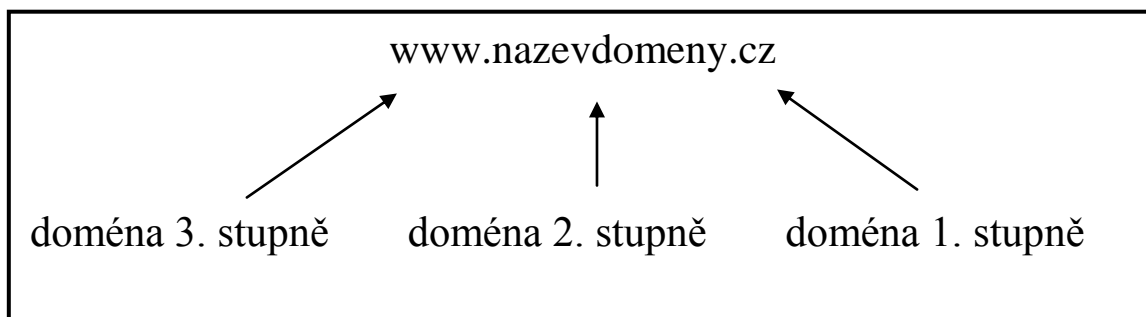 www.nazevdomeny.cz
doména 3. stupně doména 2. stupně doména 1. stupně